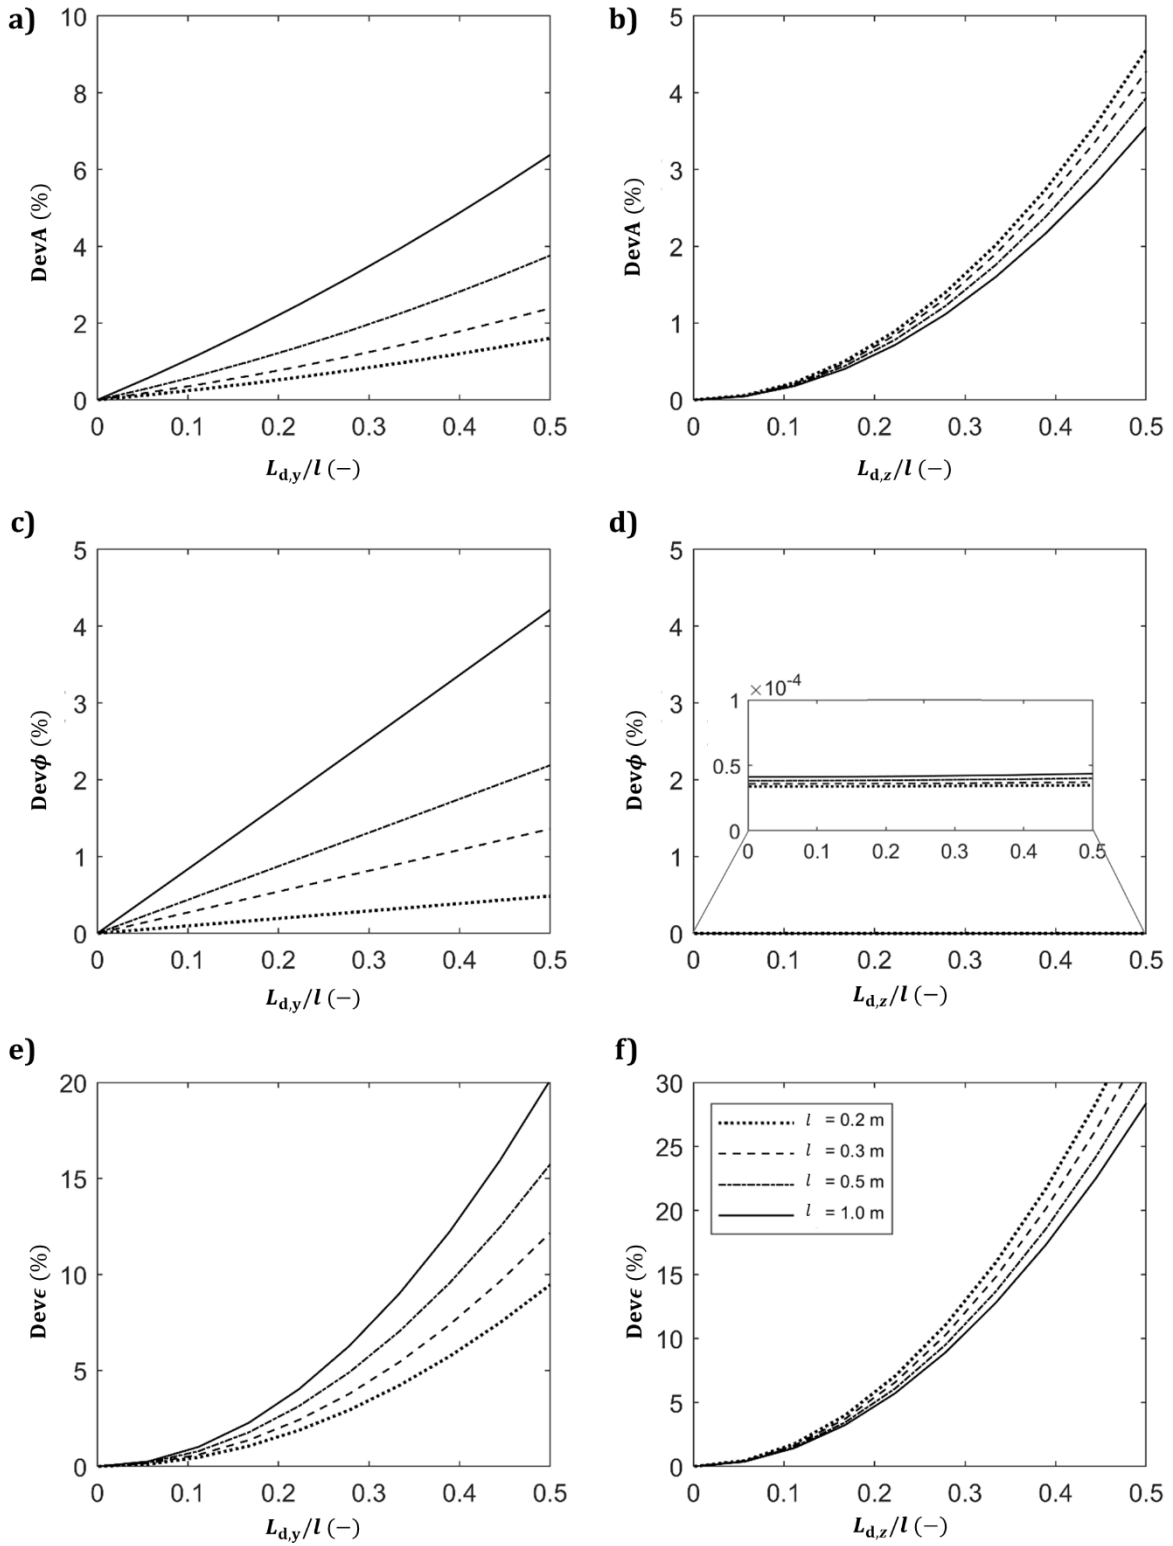 a)
10
8
6
4
2
0
DevA (%)
0 0.1 0.2 0.3 0.4 0.5
L_d,y/l (−)
b)
5
4
3
2
1
0
DevA (%)
0 0.1 0.2 0.3 0.4 0.5
L_d,z/l (−)
c)
5
4
3
2
1
0
Devϕ (%)
0 0.1 0.2 0.3 0.4 0.5
L_d,y/l (−)
d)
5
4
3
2
1
0
Devϕ (%)
×10^-4
1
0.5
0
0 0.1 0.2 0.3 0.4 0.5
0 0.1 0.2 0.3 0.4 0.5
L_d,z/l (−)
e)
20
15
10
5
0
Devϵ (%)
0 0.1 0.2 0.3 0.4 0.5
L_d,y/l (−)
f)
30
25
20
15
10
5
0
Devϵ (%)
l = 0.2 m
l = 0.3 m
l = 0.5 m
l = 1.0 m
0 0.1 0.2 0.3 0.4 0.5
L_d,z/l (−)